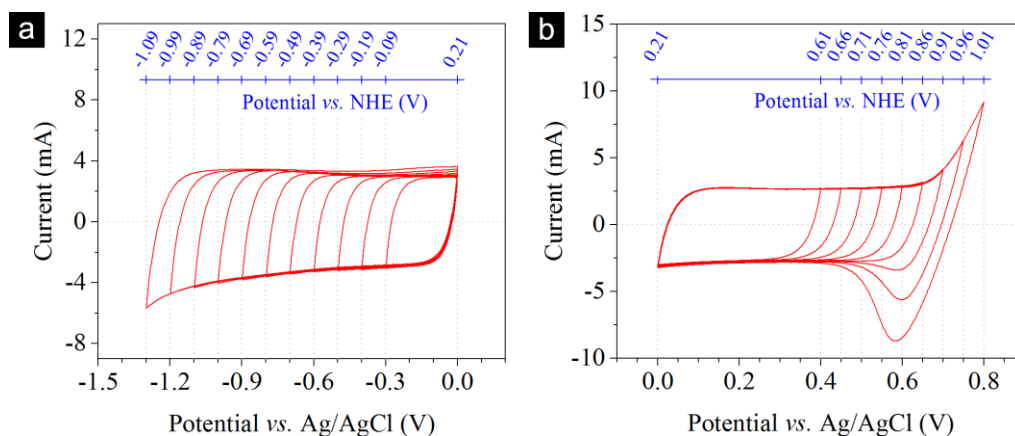 a
12
8
4
0
-4
-8
Current (mA)
-1.09 -0.99 -0.89 -0.79 -0.69 -0.59 -0.49 -0.39 -0.29 -0.19 -0.09 0.21
Potential vs. NHE (V)
-1.5 -1.2 -0.9 -0.6 -0.3 0.0
Potential vs. Ag/AgCl (V)
b
15
10
5
0
-5
-10
Current (mA)
0.21 0.61 0.66 0.71 0.76 0.81 0.86 0.91 0.96 1.01
Potential vs. NHE (V)
0.0 0.2 0.4 0.6 0.8
Potential vs. Ag/AgCl (V)